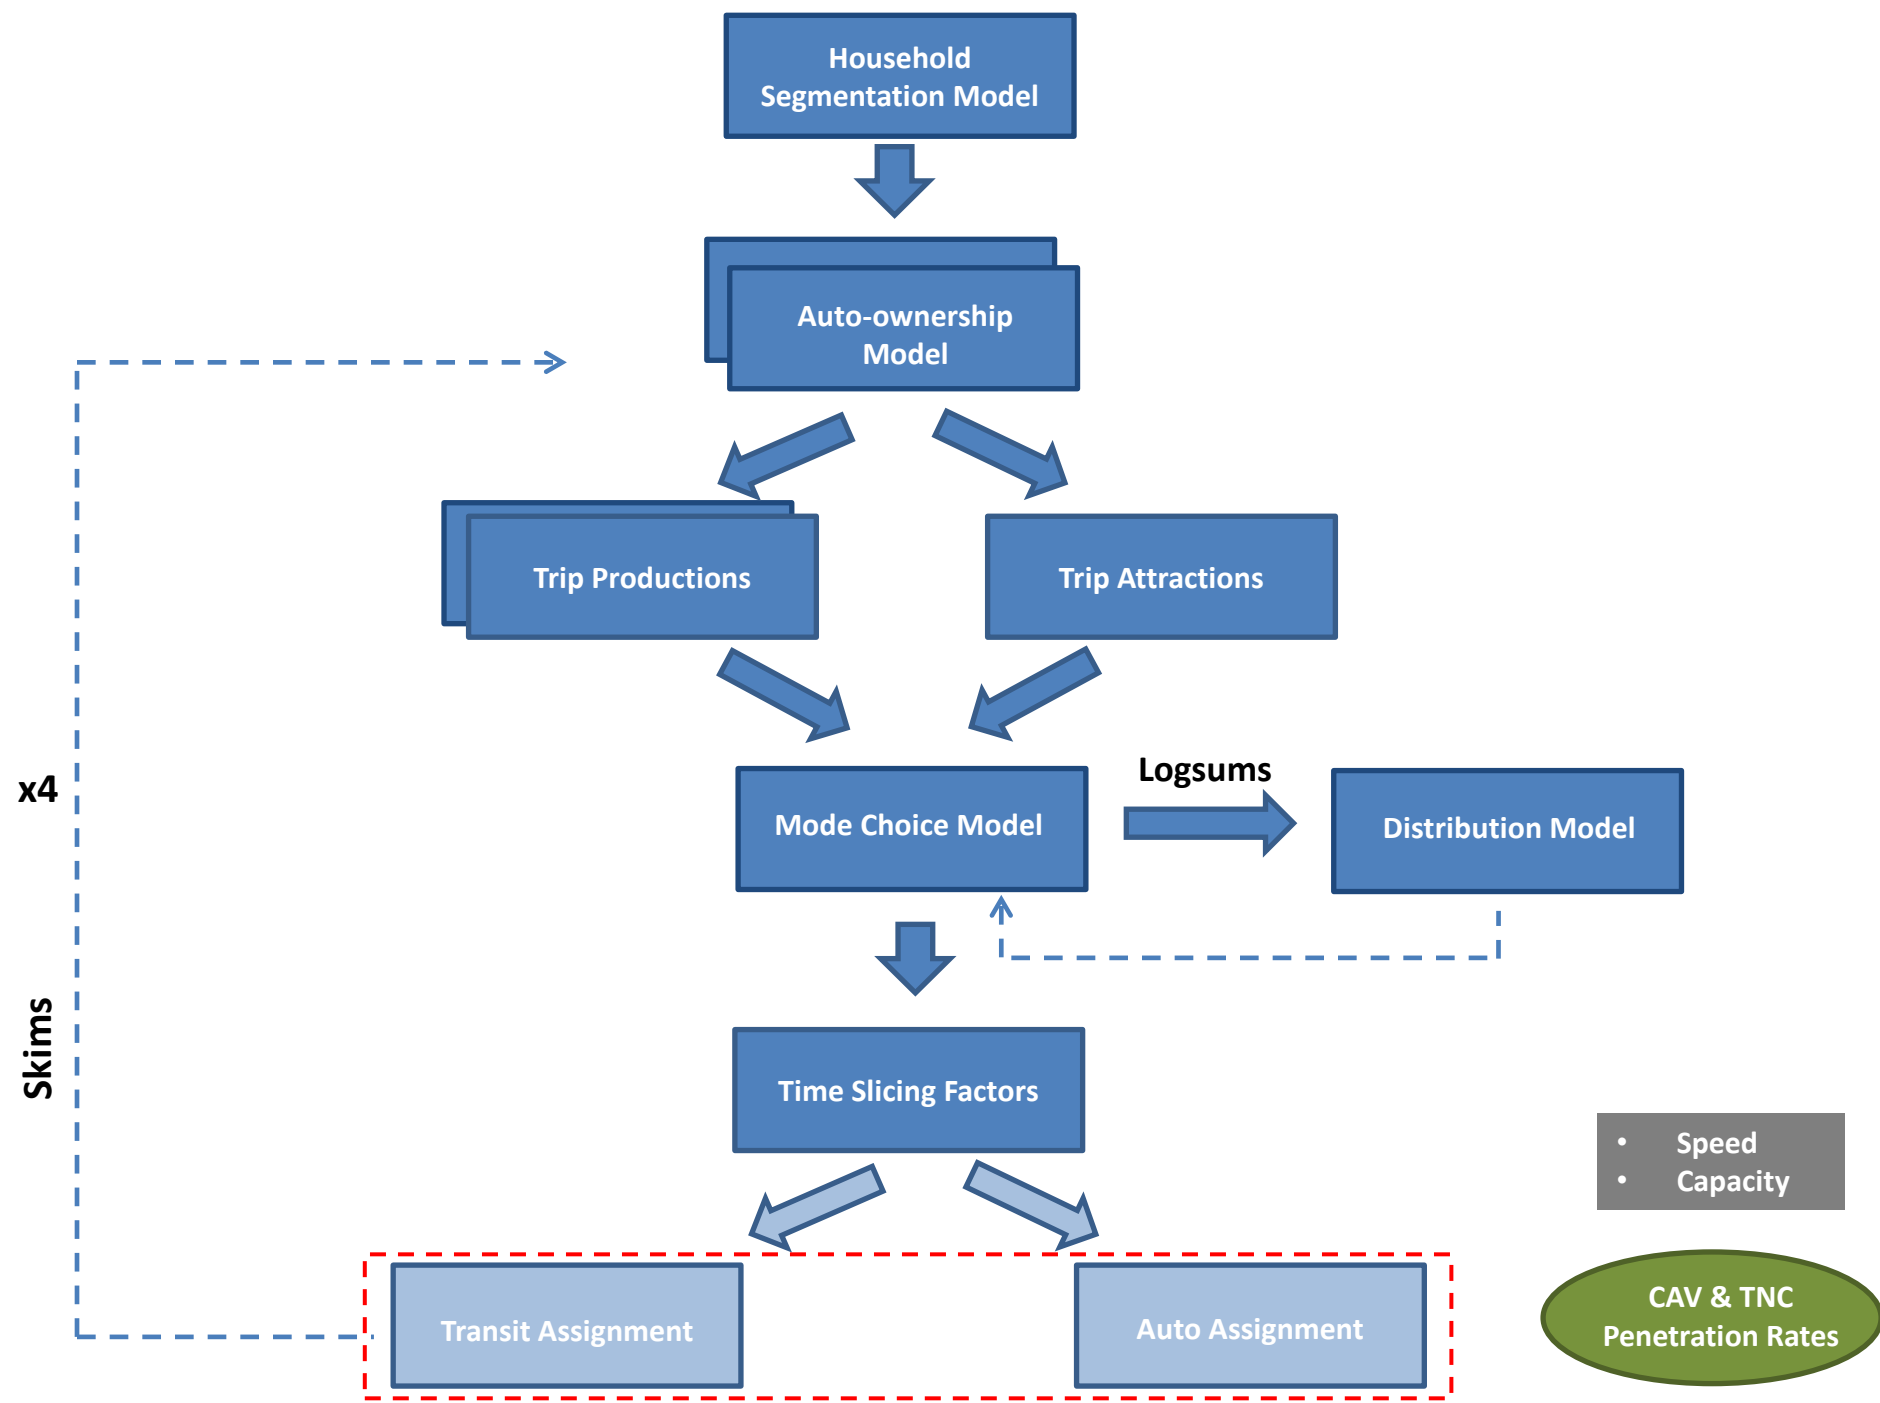 Household
Segmentation Model
Auto-ownership
Model
Trip Productions
Trip Attractions
x4
Logsums
Mode Choice Model
Distribution Model
Skims
Time Slicing Factors
• Speed
• Capacity
Transit Assignment
Auto Assignment
CAV & TNC
Penetration Rates